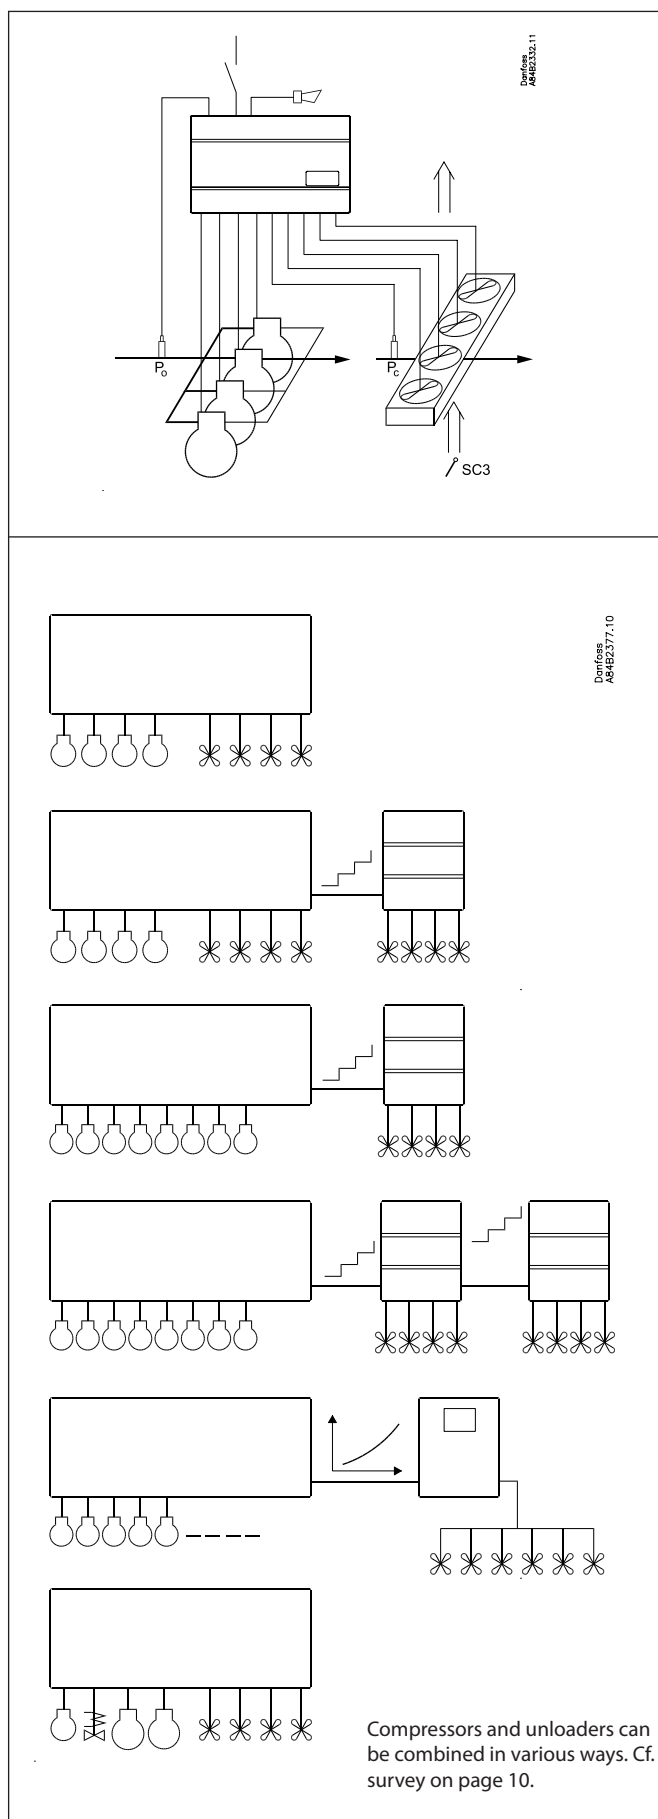 Danfoss
A84B2332.11
Po
Pc
SC3
Danfoss
A84B2377.10
Compressors and unloaders can
be combined in various ways. Cf.
survey on page 10.